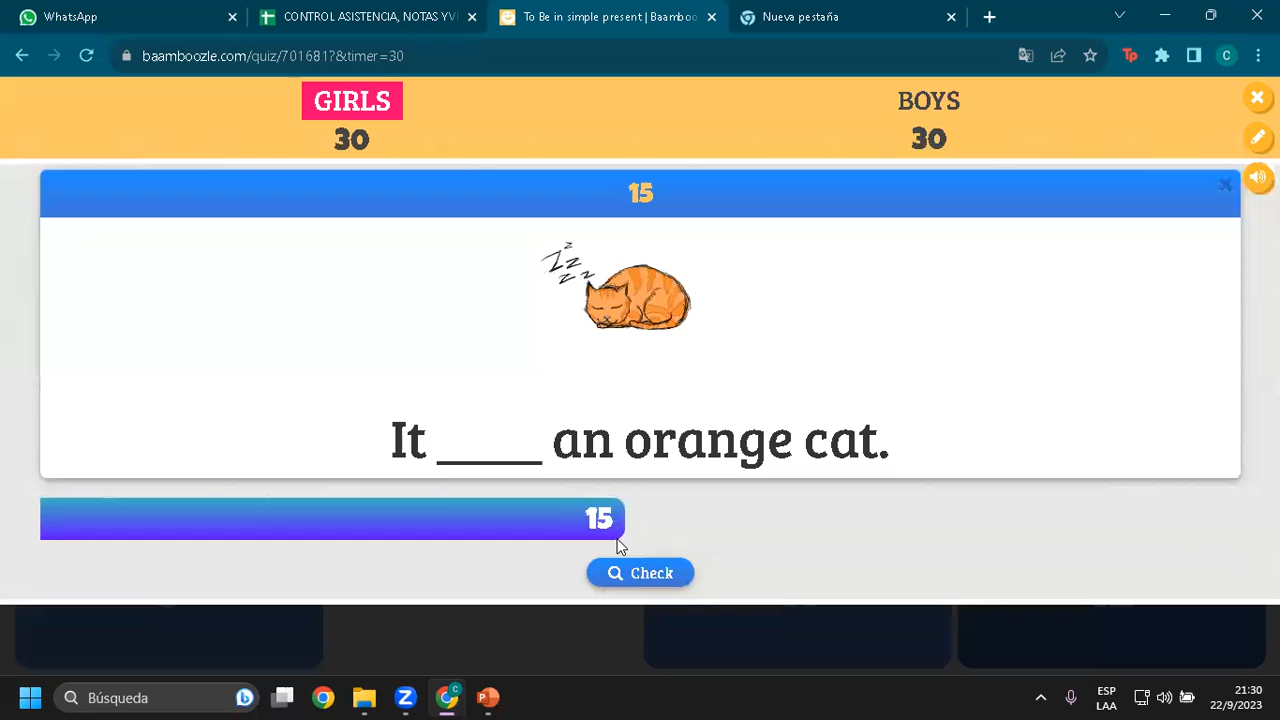 WhatsApp
CONTROL ASISTENCIA, NOTAS YV
To Be in simple present | Baamboo
Nueva pestaña
baamboozle.com/quiz/701681?&timer=30
Tp
C
GIRLS
BOYS
30
30
15
z
Z z
z z
It _____ an orange cat.
15
Check
Búsqueda
C
ESP
LAA
21:30
22/9/2023